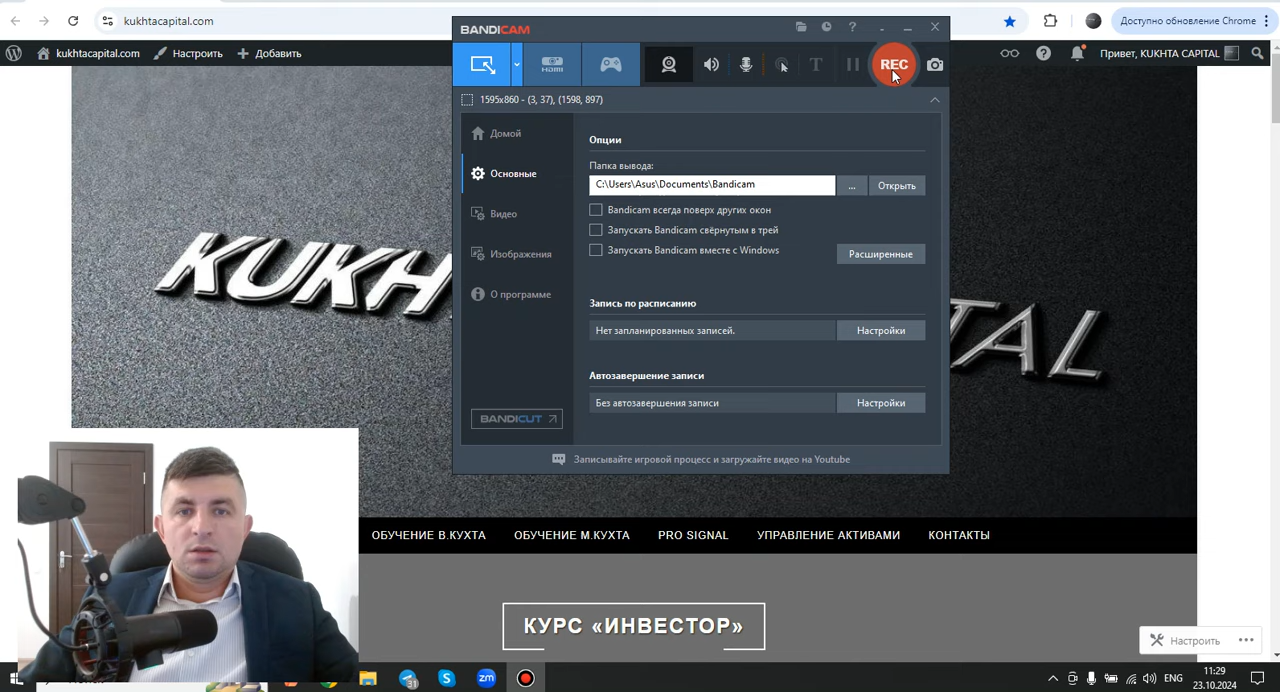 kukhtacapital.com
Доступно обновление Chrome
kukhtacapital.com
Настроить
Добавить
Привет, KUKHTA CAPITAL
BANDICAM
HDMI
REC
1595x860 - (3, 37), (1598, 897)
Домой
Основные
Видео
Изображения
О программе
BANDICUT
Опции
Папка вывода:
C:\Users\Asus\Documents\Bandicam
...
Открыть
Bandicam всегда поверх других окон
Запускать Bandicam свёрнутым в трей
Запускать Bandicam вместе с Windows
Расширенные
Запись по расписанию
Нет запланированных записей.
Настройки
Автозавершение записи
Без автозавершения записи
Настройки
Записывайте игровой процесс и загружайте видео на Youtube
KUKH
TAL
ОБУЧЕНИЕ В.КУХТА
ОБУЧЕНИЕ М.КУХТА
PRO SIGNAL
УПРАВЛЕНИЕ АКТИВАМИ
КОНТАКТЫ
КУРС «ИНВЕСТОР»
Настроить
31
zm
ENG
11:29
23.10.2024